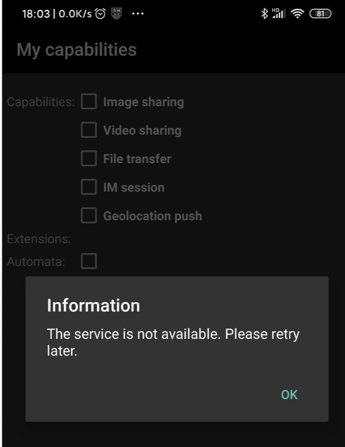 18:03 | 0.0K/s ... HD 81
My capabilities
Capabilities: Image sharing
Video sharing
File transfer
IM session
Geolocation push
Extensions:
Automata:
Information
The service is not available. Please retry
later.
OK